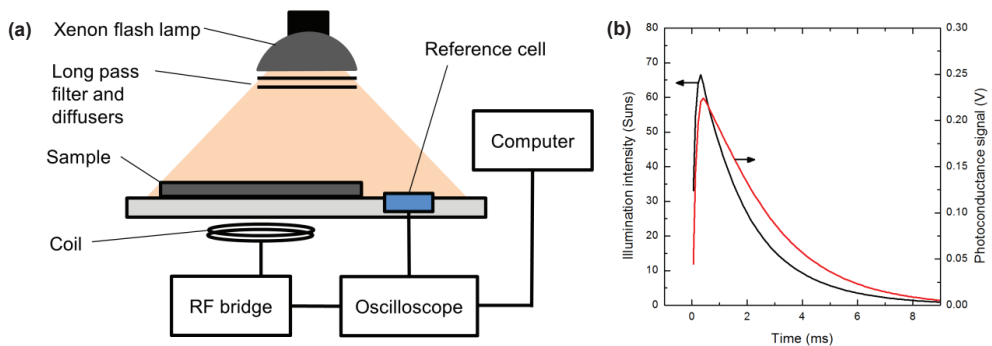 (a)
Xenon flash lamp
Long pass
filter and
diffusers
Sample
Coil
Reference cell
Computer
RF bridge
Oscilloscope
(b)
Illumination intensity (Suns)
80
70
60
50
40
30
20
10
0
0 2 4 6 8
Time (ms)
0.30
0.25
0.20
0.15
0.10
0.05
0.00
Photoconductance signal (V)